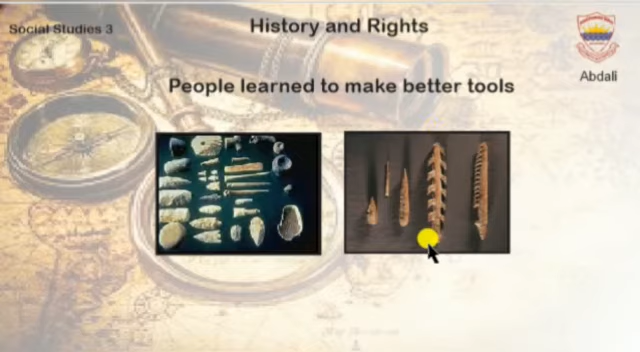 Social Studies 3
History and Rights
Abdali
People learned to make better tools